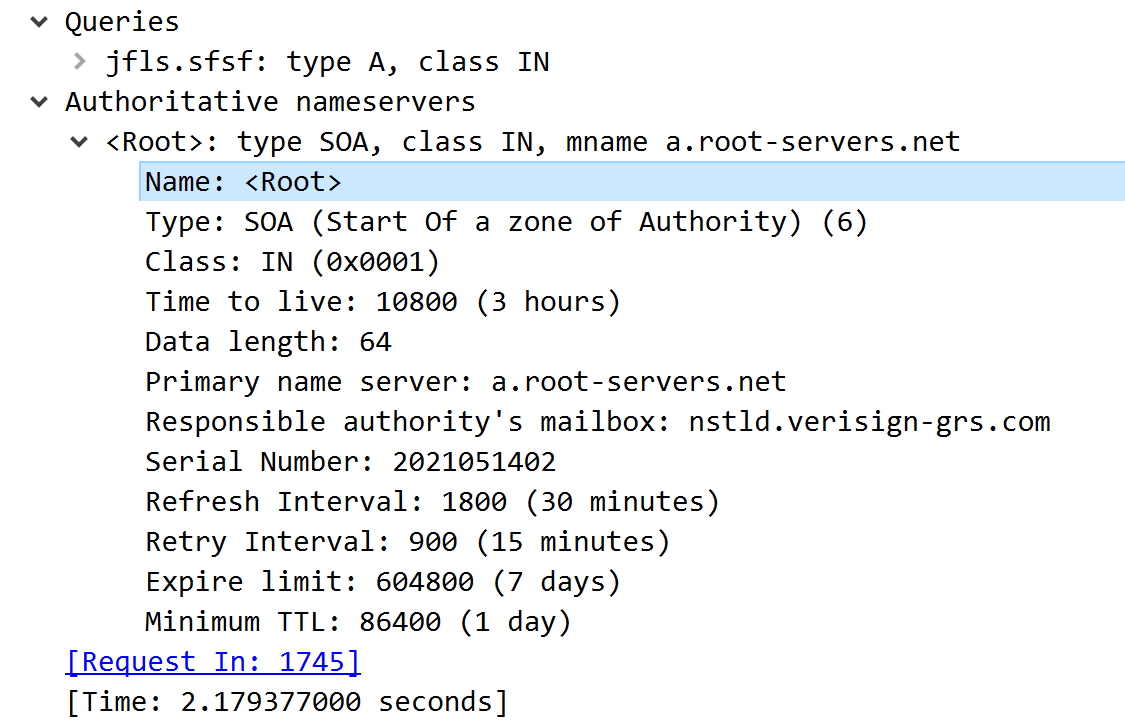 Queries
jfls.sfsf: type A, class IN
Authoritative nameservers
<Root>: type SOA, class IN, mname a.root-servers.net
Name: <Root>
Type: SOA (Start Of a zone of Authority) (6)
Class: IN (0x0001)
Time to live: 10800 (3 hours)
Data length: 64
Primary name server: a.root-servers.net
Responsible authority's mailbox: nstld.verisign-grs.com
Serial Number: 2021051402
Refresh Interval: 1800 (30 minutes)
Retry Interval: 900 (15 minutes)
Expire limit: 604800 (7 days)
Minimum TTL: 86400 (1 day)
[Request In: 1745]
[Time: 2.179377000 seconds]